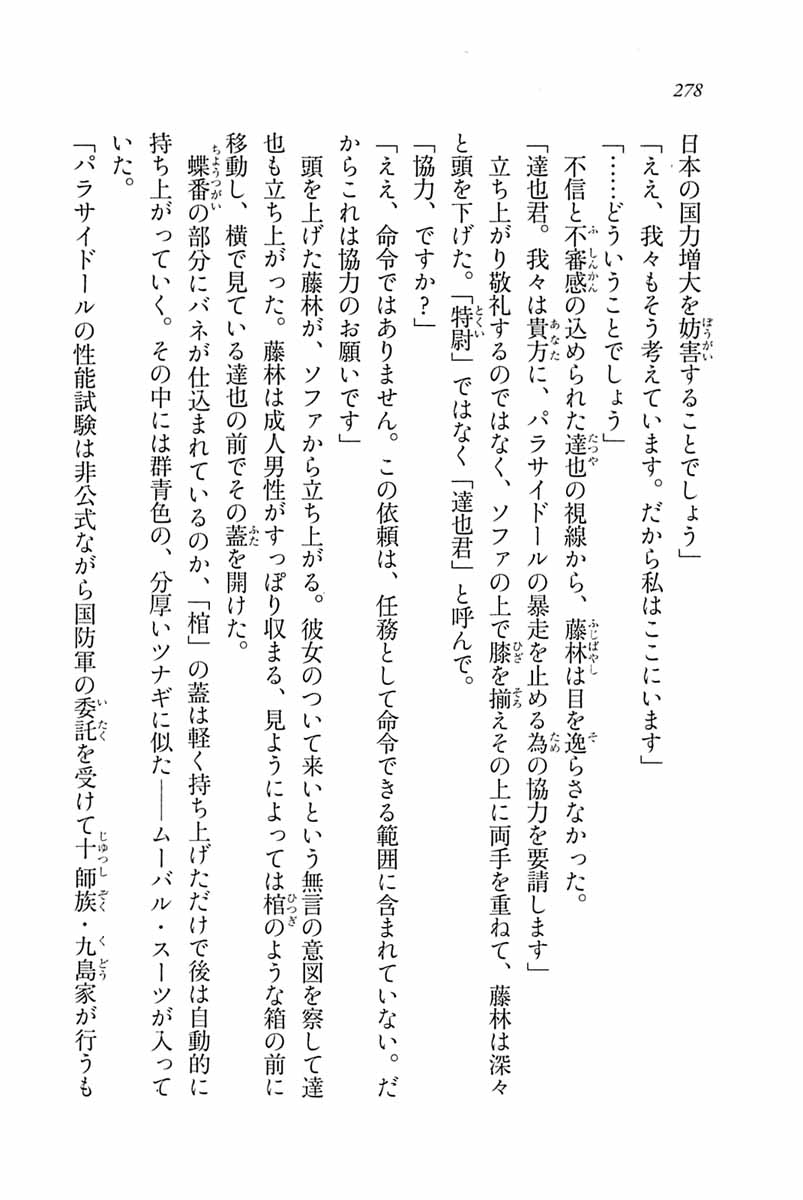 278
日本の国力増大を妨害することでしょう」
「ええ、我々もそう考えています。だから私はここにいます」
「……どういうことでしょう」
　不信と不審感の込められた達也の視線から、藤林は目を逸らさなかった。
「達也君。我々は貴方に、パラサイドールの暴走を止める為の協力を要請します」
　立ち上がり敬礼するのではなく、ソファの上で膝を揃えその上に両手を重ねて、藤林は深々
と頭を下げた。「特尉」ではなく「達也君」と呼んで。
「協力、ですか？」
「ええ、命令ではありません。この依頼は、任務として命令できる範囲に含まれていない。だ
からこれは協力のお願いです」
　頭を上げた藤林が、ソファから立ち上がる。彼女のついて来いという無言の意図を察して達
也も立ち上がった。藤林は成人男性がすっぽり収まる、見ようによっては棺のような箱の前に
移動し、横で見ている達也の前でその蓋を開けた。
　蝶番の部分にバネが仕込まれているのか、「棺」の蓋は軽く持ち上げただけで後は自動的に
持ち上がっていく。その中には群青色の、分厚いツナギに似た――ムーバル・スーツが入って
いた。
「パラサイドールの性能試験は非公式ながら国防軍の委託を受けて十師族・九島家が行うも